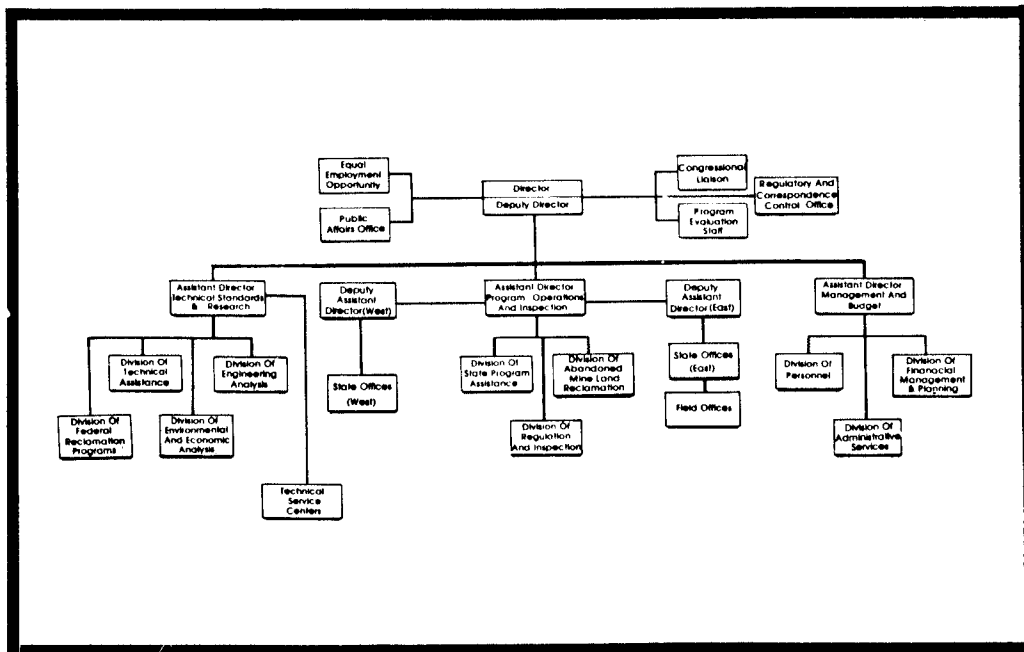 Equal
Employment
Opportunity
Public
Affairs Office
Director
Deputy Director
Congressional
Liaison
Program
Evaluation
Staff
Regulatory And
Correspondence
Control Office
Assistant Director
Technical Standards
& Research
Deputy
Assistant
Director(West)
Assistant Director
Program Operations
And Inspection
Deputy
Assistant
Director (East)
Assistant Director
Management And
Budget
Division Of
Technical
Assistance
Division Of
Engineering
Analysis
Division Of
Federal
Reclamation
Programs
Division Of
Environmental
And Economic
Analysis
Technical
Service
Centers
State Offices
(West)
Division Of
State Program
Assistance
Division Of
Abandoned
Mine Land
Reclamation
Division Of
Regulation
And Inspection
State Offices
(East)
Field Offices
Division Of
Personnel
Division Of
Finanacial
Management
& Planning
Division Of
Administrative
Services